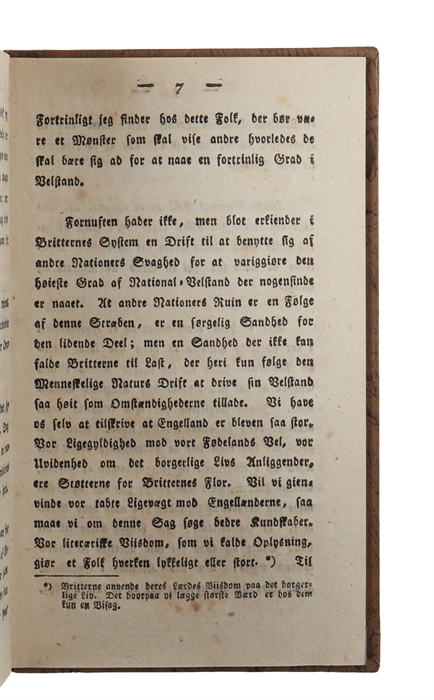 — 7 —
Fortrinligt jeg finder hos dette Folk, der bør væ-
re et Mønster som skal vise andre hvorledes de
skal bære sig ad for at naae en fortrinlig Grad i
Velstand.
Fornuften hader ikke, men blot erkiender i
Britternes System en Drift til at benytte sig af
andre Nationers Svaghed for at variggiøre den
høieste Grad af National-Velstand der nogensinde
er naaet. At andre Nationers Ruin er en Følge
af denne Stræben, er en sørgelig Sandhed for
den lidende Deel; men en Sandhed der ikke kan
falde Britterne til Last, der heri kun følge den
Menneskelige Naturs Drift at drive sin Velstand
saa høit som Omstændighederne tillade. Vi have
os selv at tilskrive at Engelland er bleven saa stor.
Vor Ligegyldighed mod vort Fødelands Vel, vor
Uvidenhed om det borgerlige Livs Anliggender,
ere Støtterne for Britternes Flor. Vil vi gien-
vinde vor tabte Ligevægt mod Engellænderne, saa
maae vi om denne Sag søge bedre Kundskaber.
Vor literæriske Viisdom, som vi kalde Oplysning,
giør et Folk hverken lykkeligt eller stort. *) Til
*) Britterne anvende deres Lærdes Viisdom paa det borger-
lige Liv. Det hvorpaa vi lægge største Værd er hos dem
kun en Bisag.